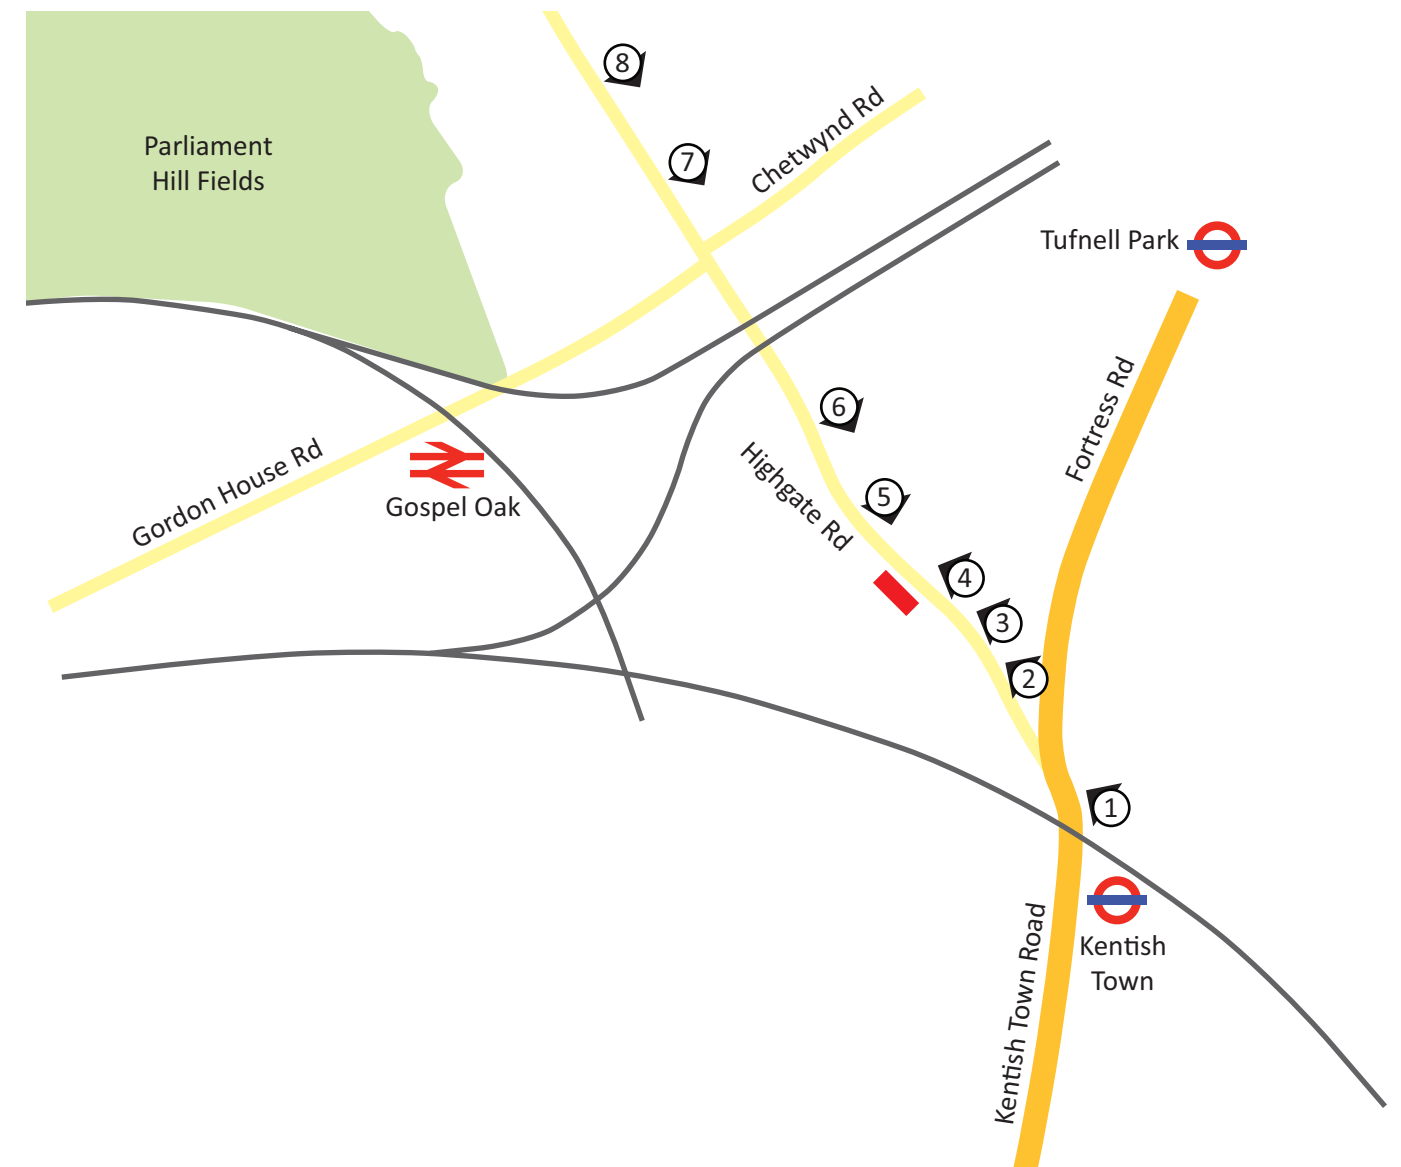 8
Chetwynd Rd
Parliament
Hill Fields
7
Tufnell Park
Fortress Rd
6
Highgate Rd
Gordon House Rd
Gospel Oak
5
4
3
2
1
Kentish Town Road
Kentish
Town